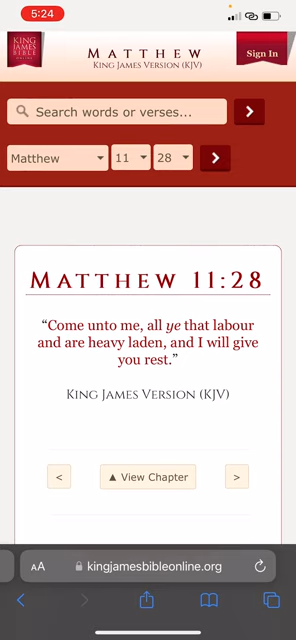 5:24
KING
JAMES
BIBLE
MATTHEW
KING JAMES VERSION (KJV)
Sign In
Search words or verses...
Matthew 11 28
MATTHEW 11:28
“Come unto me, all ye that labour
and are heavy laden, and I will give
you rest.”
KING JAMES VERSION (KJV)
< ▲ View Chapter >
AA kingjamesbibleonline.org